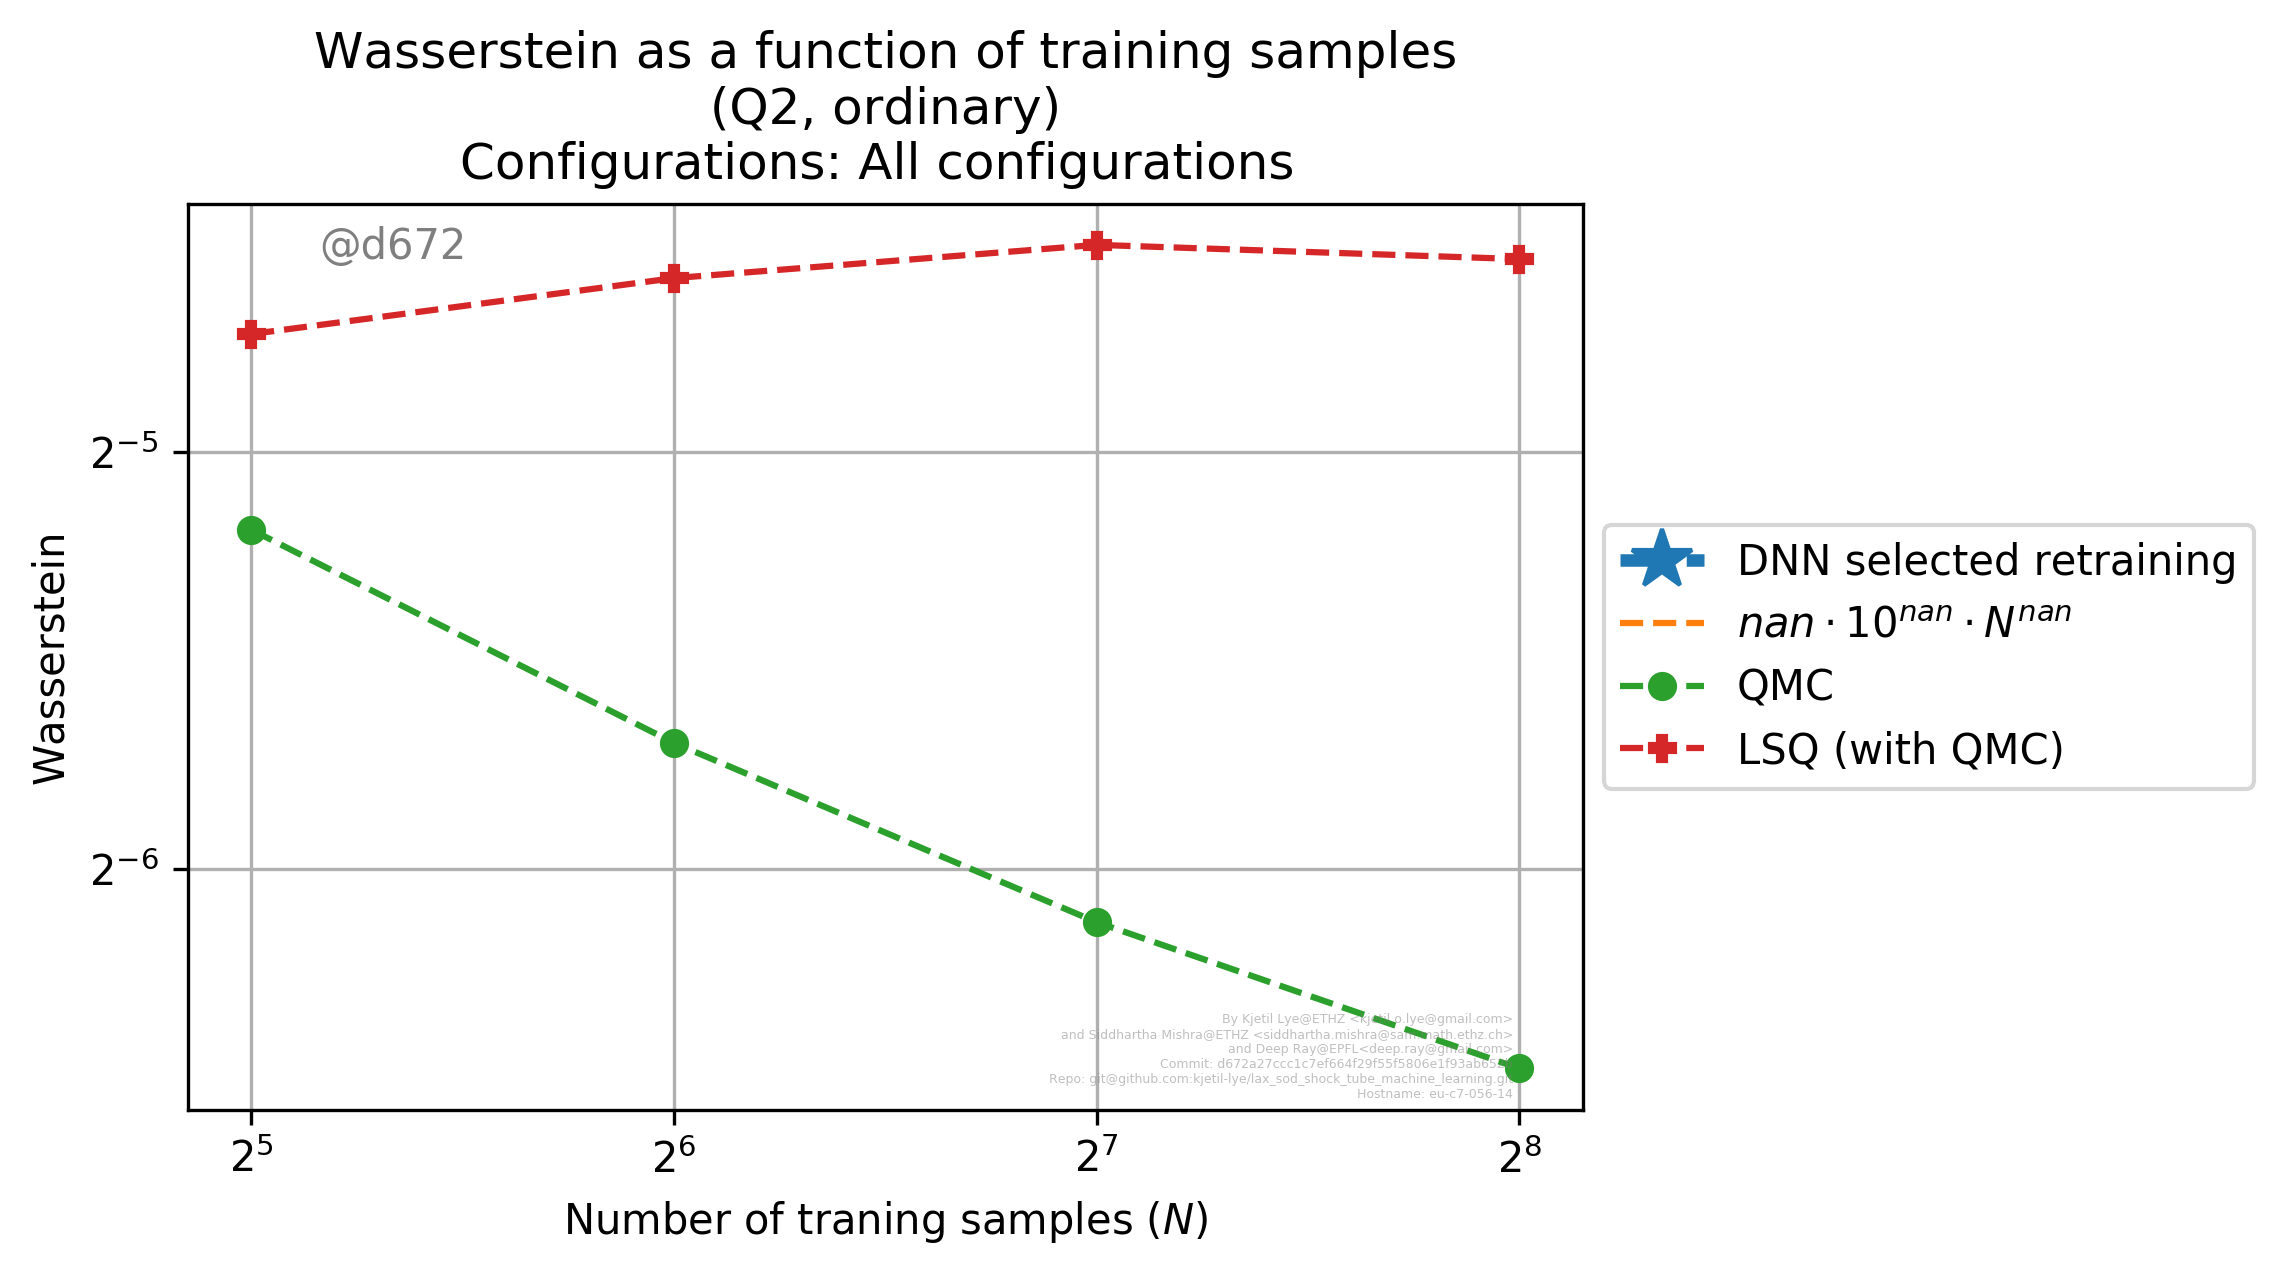 Wasserstein as a function of training samples
(Q2, ordinary)
Configurations: All configurations
@d672
2^{-5}
2^{-6}
Wasserstein
2^5 2^6 2^7 2^8
Number of traning samples (N)
DNN selected retraining
nan · 10^{nan} · N^{nan}
QMC
LSQ (with QMC)
By Kjetil Lye@ETHZ <kjetil.o.lye@gmail.com>
and Siddhartha Mishra@ETHZ <siddhartha.mishra@sam.math.ethz.ch>
and Deep Ray@EPFL<deep.ray@gmail.com>
Commit:
Repo: git@github.com:kjetil-lye/lax_sod_shock_tube_machine_learning.git
Hostname: eu-c7-056-14